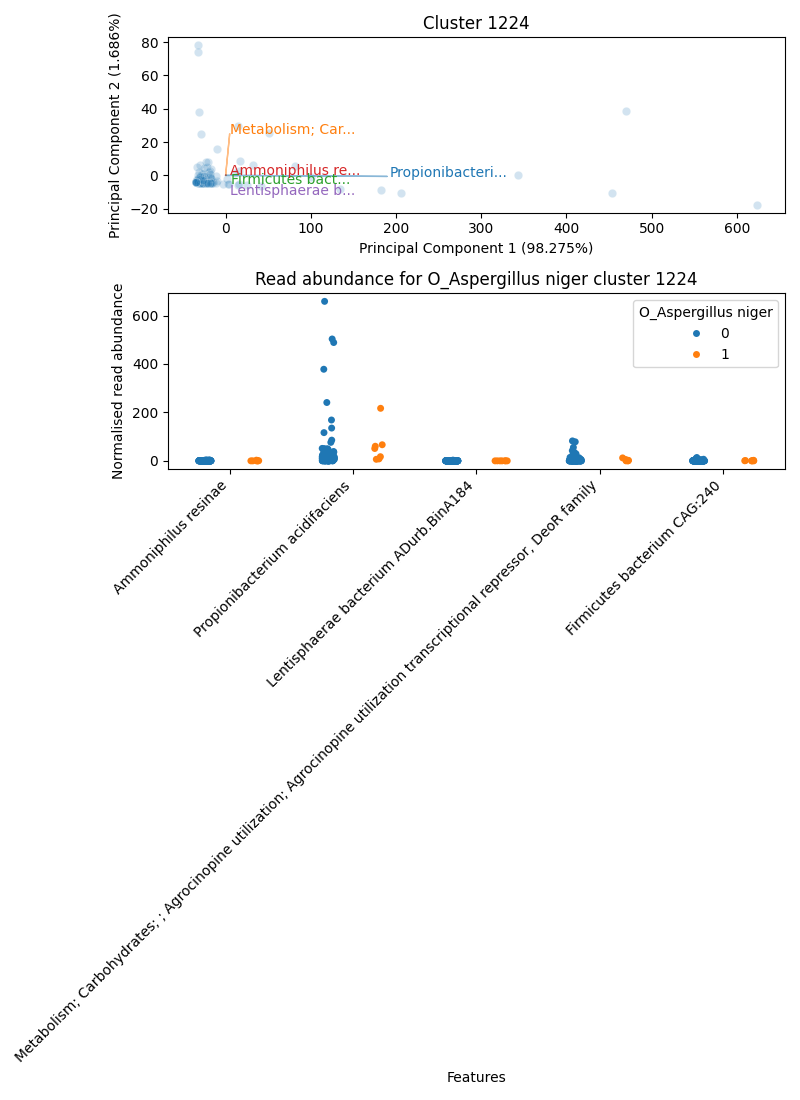 Cluster 1224
Principal Component 2 (1.686%)
80
60
40
20
0
−20
Metabolism; Car...
Ammoniphilus re...
Propionibacteri...
Firmicutes bact...
Lentisphaerae b...
0
100
200
300
400
500
600
Principal Component 1 (98.275%)
Read abundance for O_Aspergillus niger cluster 1224
Normalised read abundance
600
400
200
0
O_Aspergillus niger
0
1
Ammoniphilus resinae
Propionibacterium acidifaciens
Lentisphaerae bacterium ADurb.BinA184
Metabolism; Carbohydrates; ; Agrocinopine utilization; Agrocinopine utilization transcriptional repressor, DeoR family
Firmicutes bacterium CAG:240
Features